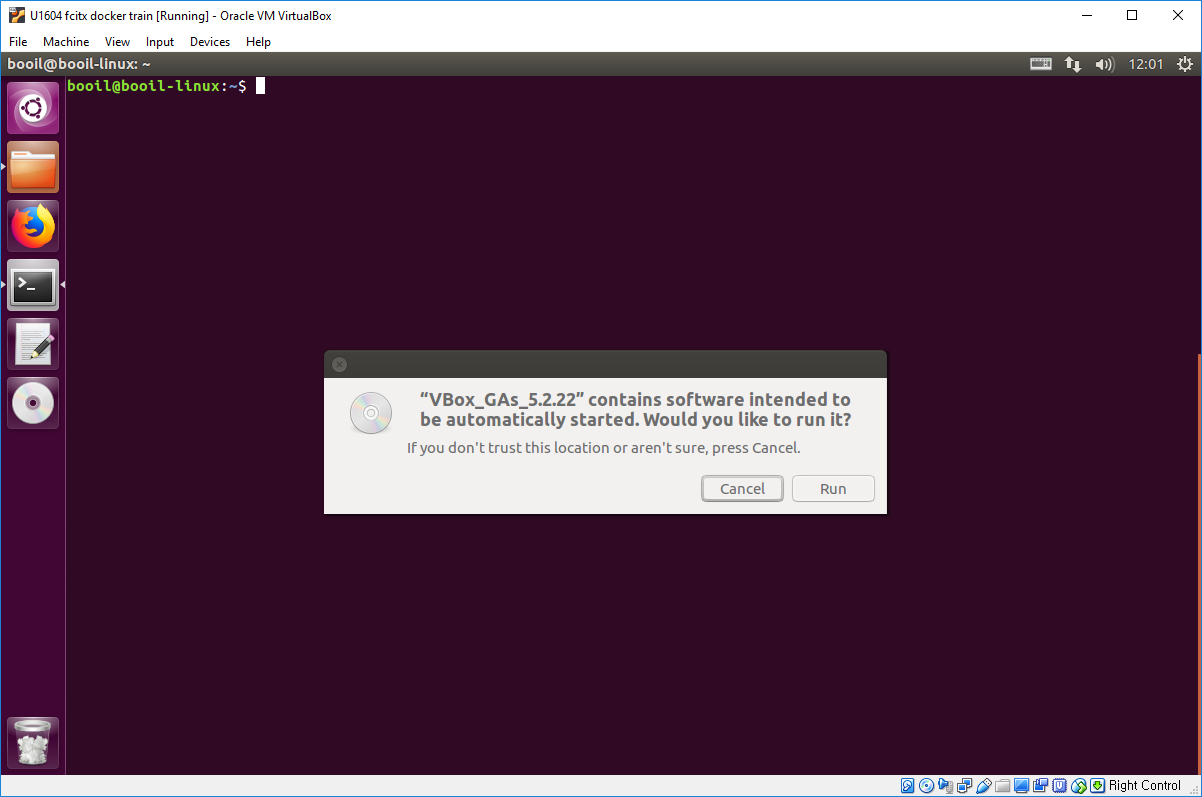 U1604 fcitx docker train [Running] - Oracle VM VirtualBox
File Machine View Input Devices Help
booil@booil-linux: ~
12:01
booil@booil-linux:~$
“VBox_GAs_5.2.22” contains software intended to
be automatically started. Would you like to run it?
If you don't trust this location or aren't sure, press Cancel.
Cancel Run
Right Control